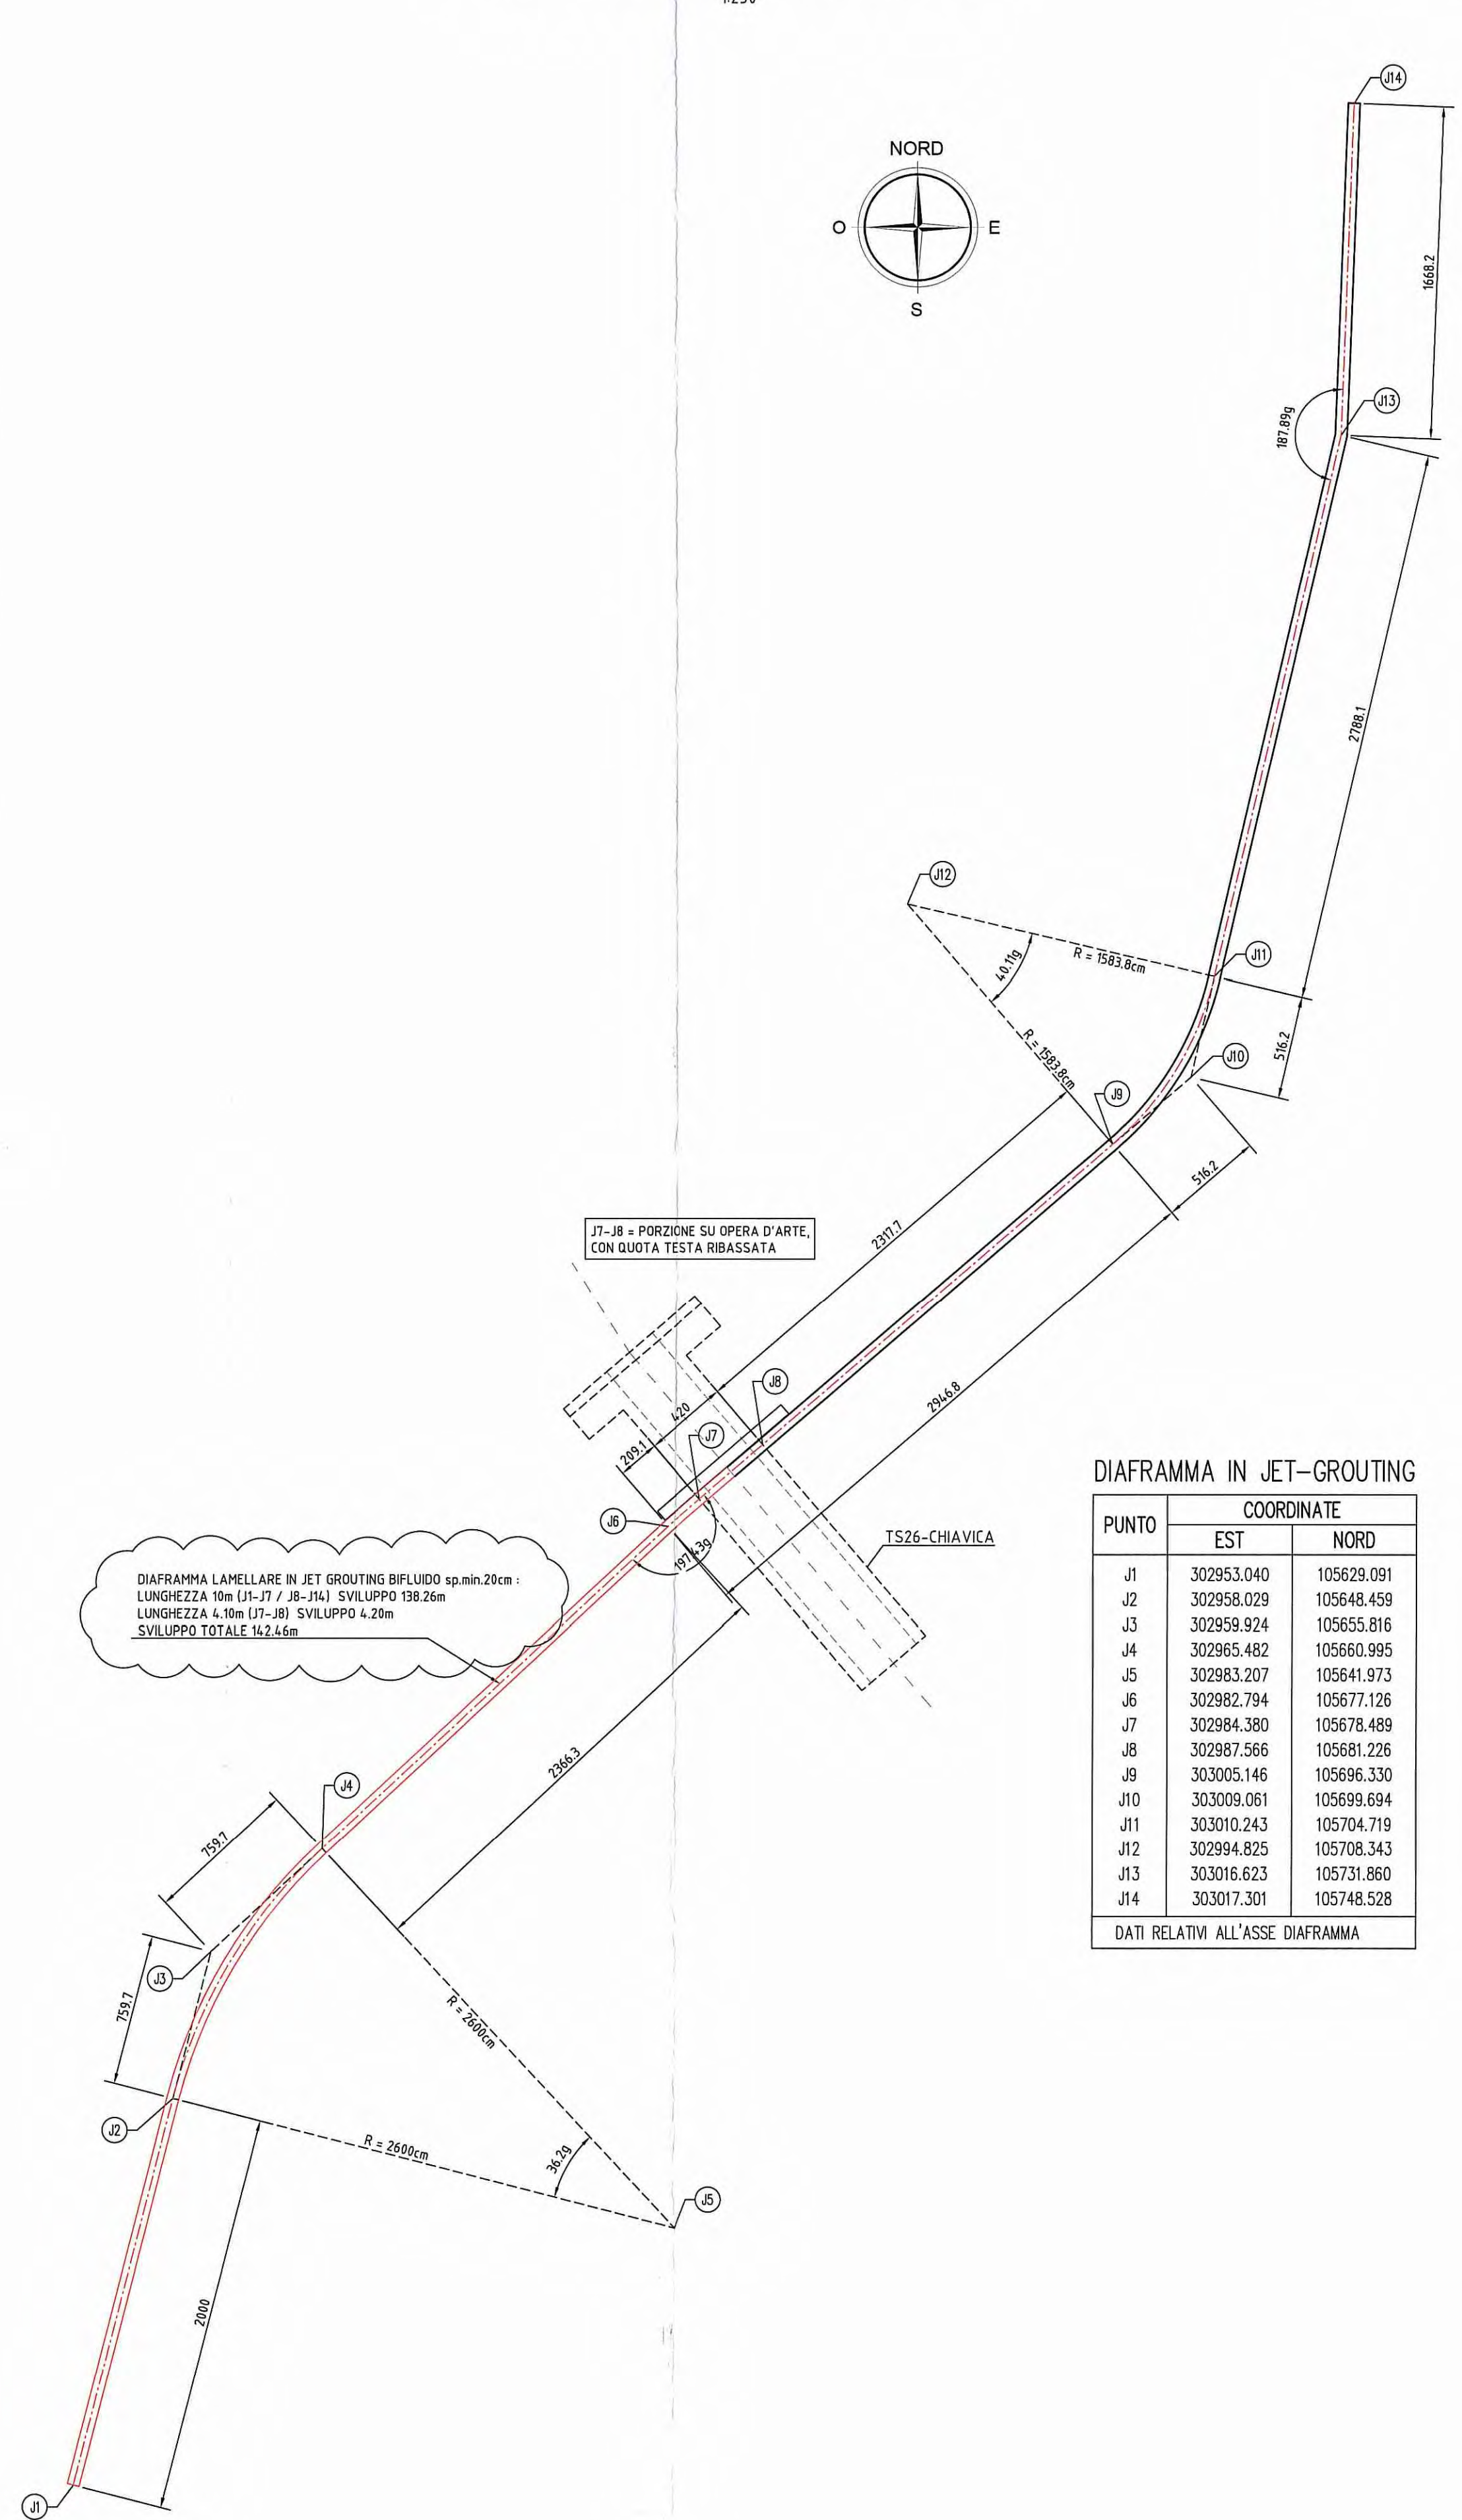 J14
NORD
O
E
S
1668.2
187.89g
J13
2788.1
J12
40.11g
R = 1583.8cm
J11
R = 1583.8cm
516.2
J10
J9
516.2
2317.7
J7-J8 = PORZIONE SU OPERA D'ARTE,
CON QUOTA TESTA RIBASSATA
2946.8
J8
420
J7
209.1
J6
TS26-CHIAVICA
DIAFRAMMA LAMELLARE IN JET GROUTING BIFLUIDO sp.min.20cm :
LUNGHEZZA 10m (J1-J7 / J8-J14) SVILUPPO 138.26m
LUNGHEZZA 4.10m (J7-J8) SVILUPPO 4.20m
SVILUPPO TOTALE 142.46m
2366.3
J4
759.7
J3
759.7
R = 2600cm
J2
R = 2600cm
36.2g
J5
2000
J1
DIAFRAMMA IN JET-GROUTING
PUNTO COORDINATE
EST NORD
J1 302953.040 105629.091
J2 302958.029 105648.459
J3 302959.924 105655.816
J4 302965.482 105660.995
J5 302983.207 105641.973
J6 302982.794 105677.126
J7 302984.380 105678.489
J8 302987.566 105681.226
J9 303005.146 105696.330
J10 303009.061 105699.694
J11 303010.243 105704.719
J12 302994.825 105708.343
J13 303016.623 105731.860
J14 303017.301 105748.528
DATI RELATIVI ALL'ASSE DIAFRAMMA